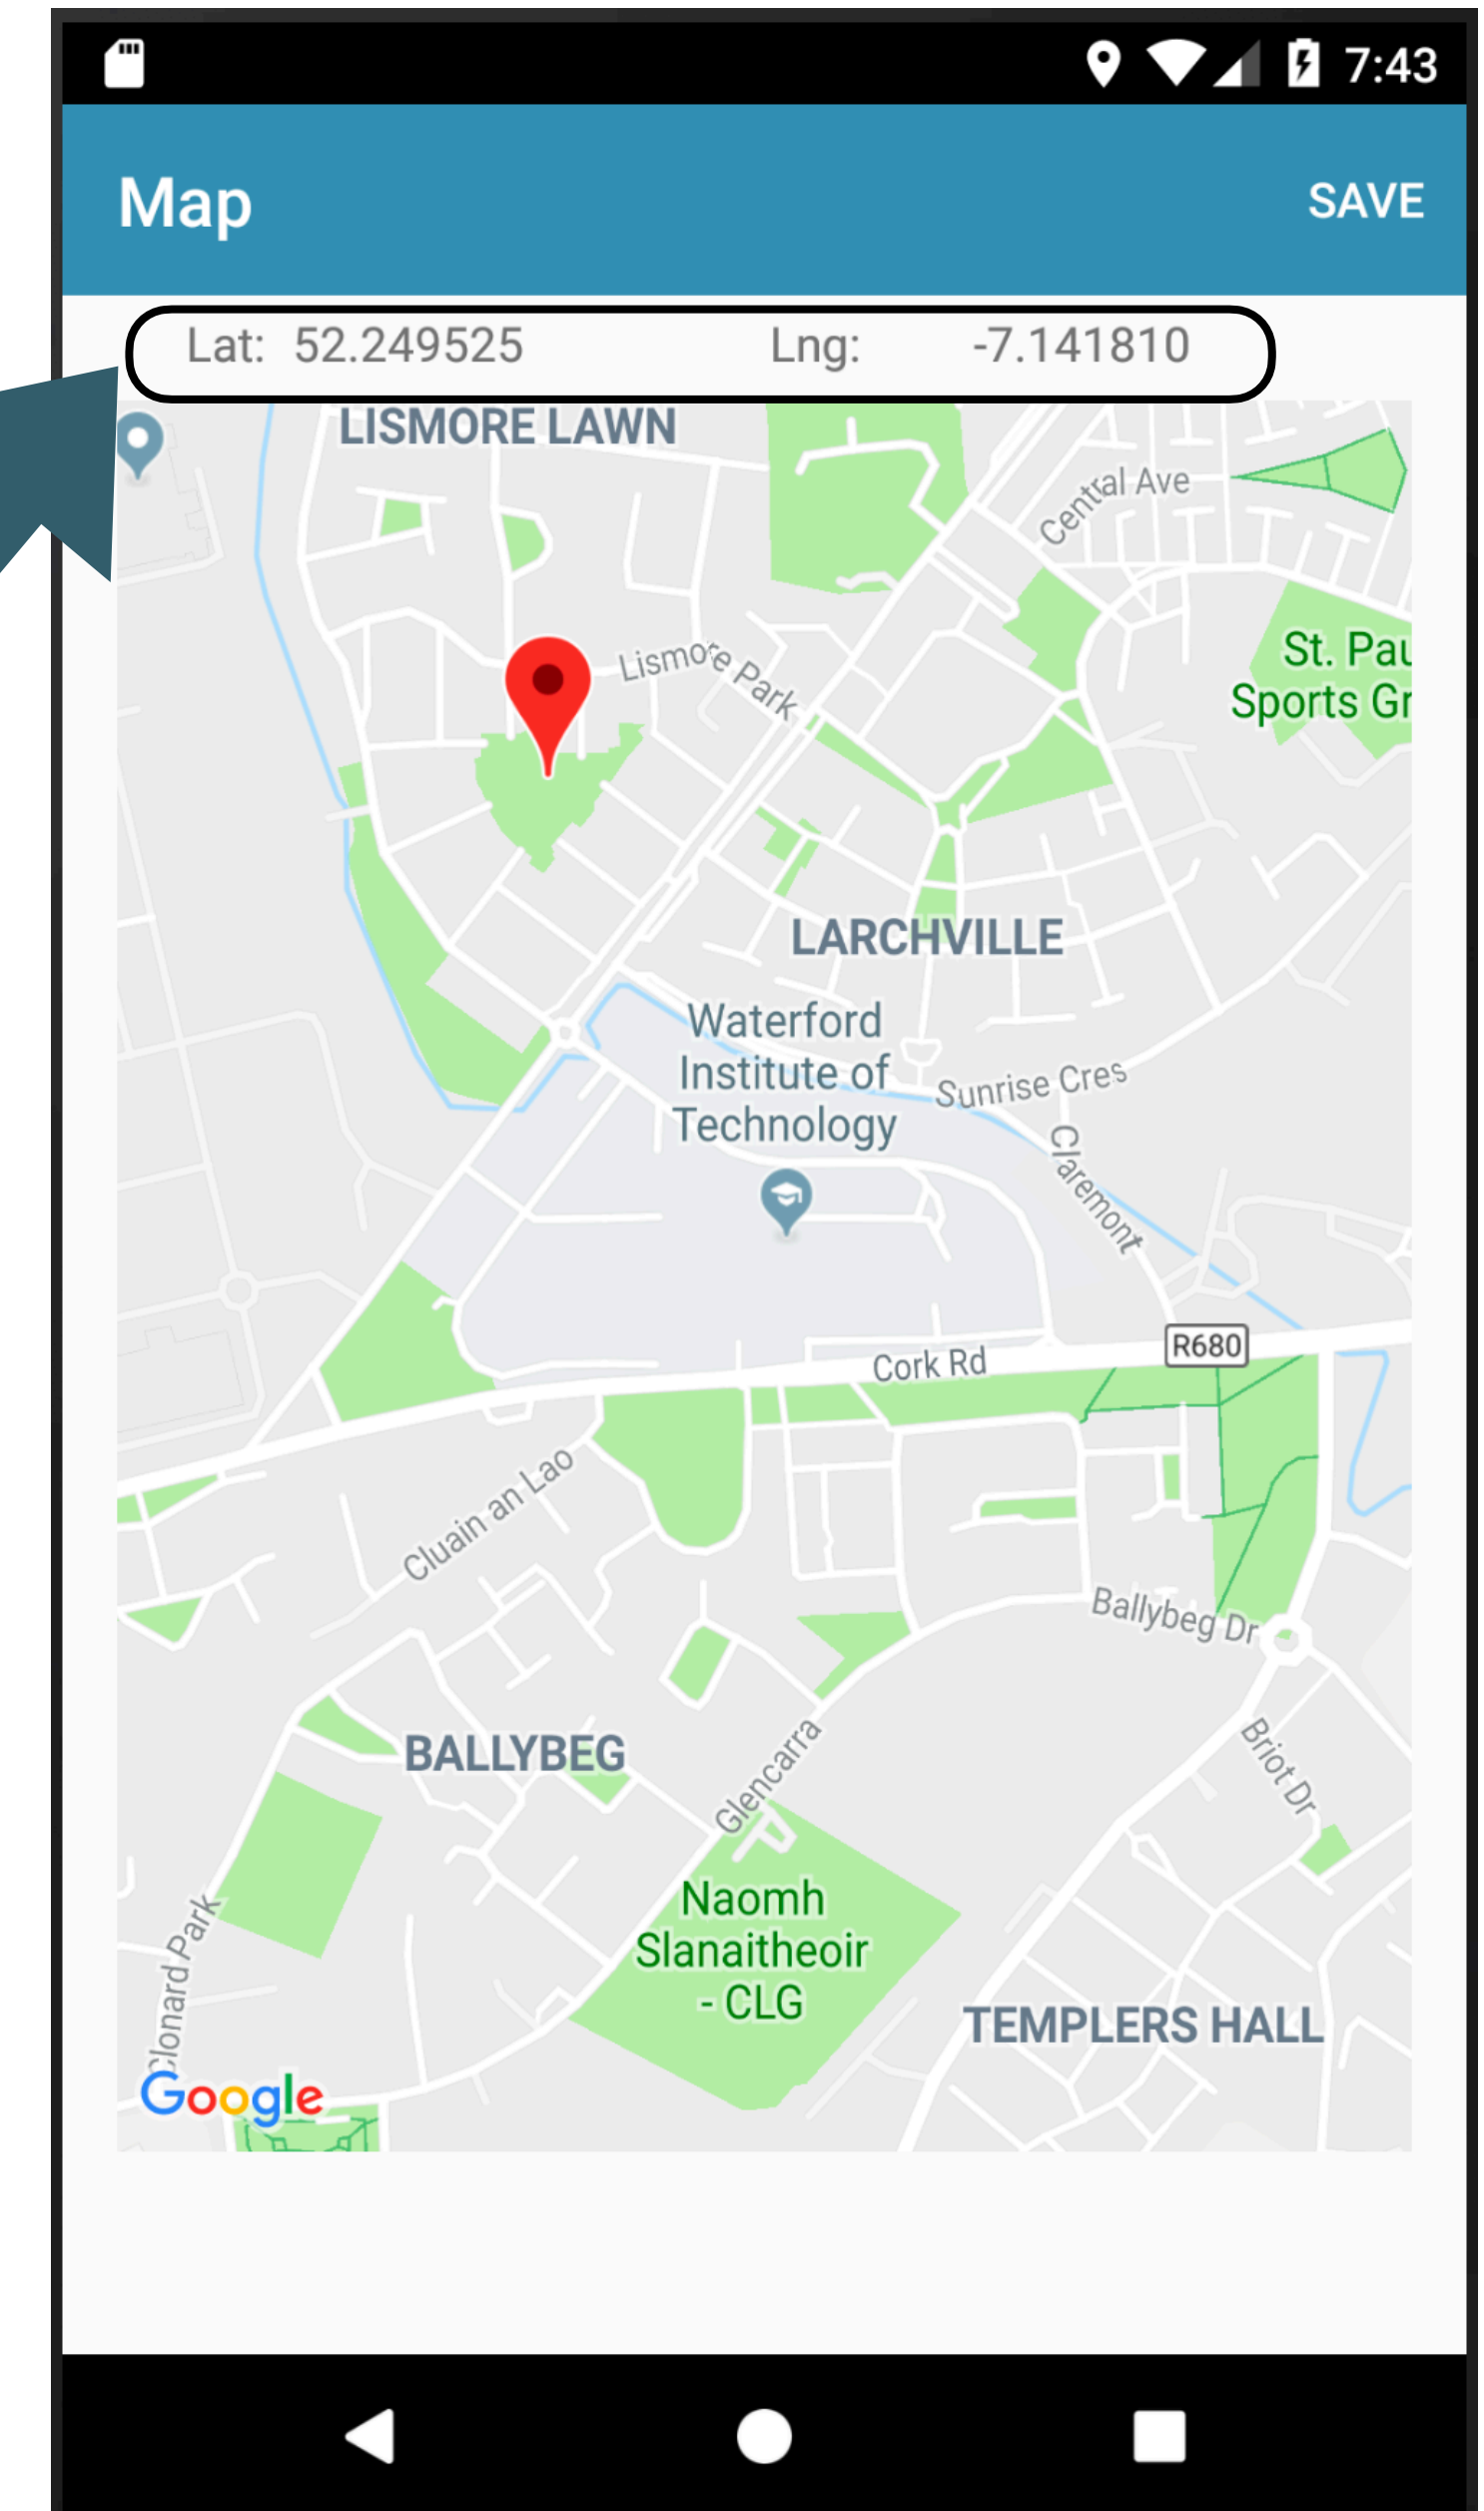 7:43
Map
SAVE
Lat: 52.249525
Lng: -7.141810
LISMORE LAWN
Central Ave
St. Pau
Sports Gr
Lismore Park
LARCHVILLE
Waterford
Institute of
Technology
Sunrise Cres
Claremont
R680
Cork Rd
Cluain an Lao
Ballybeg Dr
BALLYBEG
Glencarra
Briot Dr
Naomh
Slanaitheoir
- CLG
Clonard Park
TEMPLERS HALL
Google